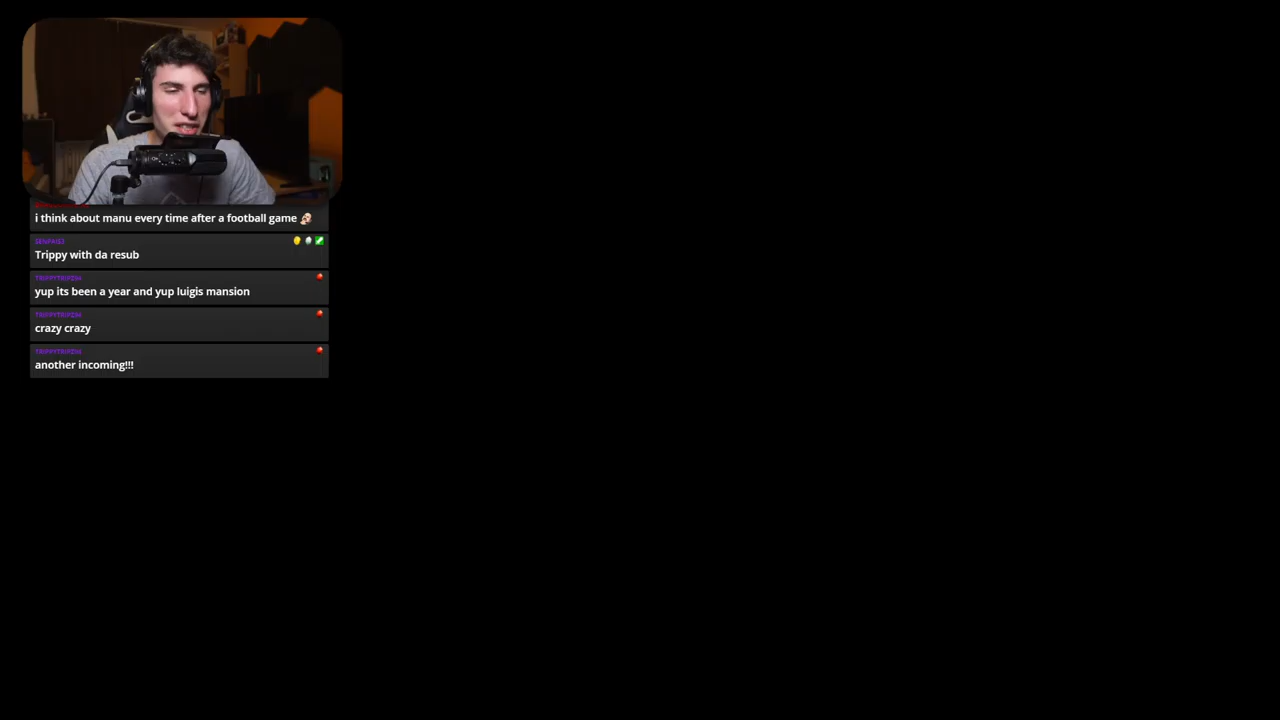 i think about manu every time after a football game
Trippy with da resub
yup its been a year and yup luigis mansion
crazy crazy
another incoming!!!